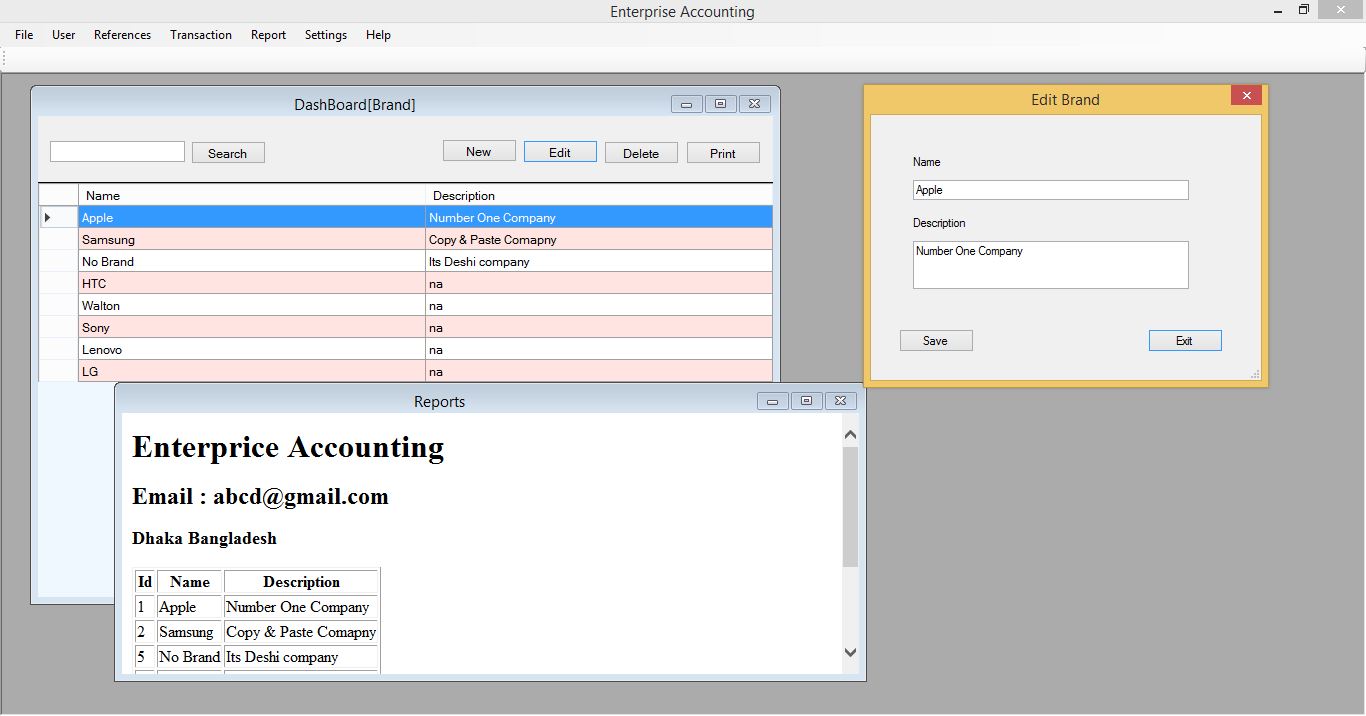 Enterprise Accounting
File User References Transaction Report Settings Help
DashBoard[Brand]
Search New Edit Delete Print
Name Description
Apple Number One Company
Samsung Copy & Paste Comapny
No Brand Its Deshi company
HTC na
Walton na
Sony na
Lenovo na
LG na
Edit Brand
Name
Apple
Description
Number One Company
Save Exit
Reports
Enterprice Accounting
Email : abcd@gmail.com
Dhaka Bangladesh
Id Name Description
1 Apple Number One Company
2 Samsung Copy & Paste Comapny
5 No Brand Its Deshi company